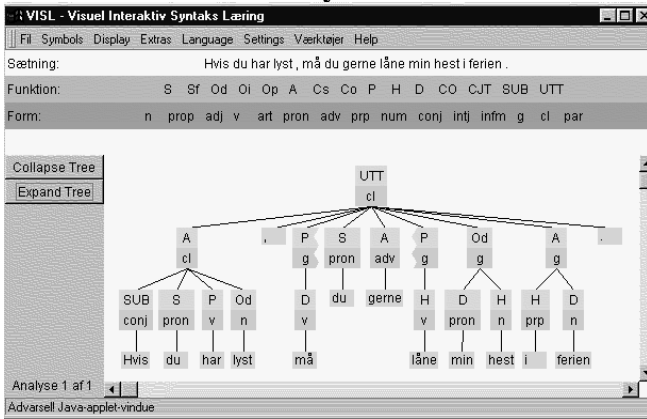 VISL - Visuel Interaktiv Syntaks Læring
Fil Symbols Display Extras Language Settings Værktøjer Help
Sætning: Hvis du har lyst , må du gerne låne min hest i ferien .
Funktion: S Sf Od Oi Op A Cs Co P H D CO CJT SUB UTT
Form: n prop adj v art pron adv prp num conj intj infm g cl par
Collapse Tree
Expand Tree
UTT
cl
A , P S A P Od A .
cl g pron adv g g g
SUB S P Od D du gerne H D H H D
conj pron v n v v pron n prp n
Hvis du har lyst må låne min hest i ferien
Analyse 1 af 1
Advarsell Java-applet-vindue